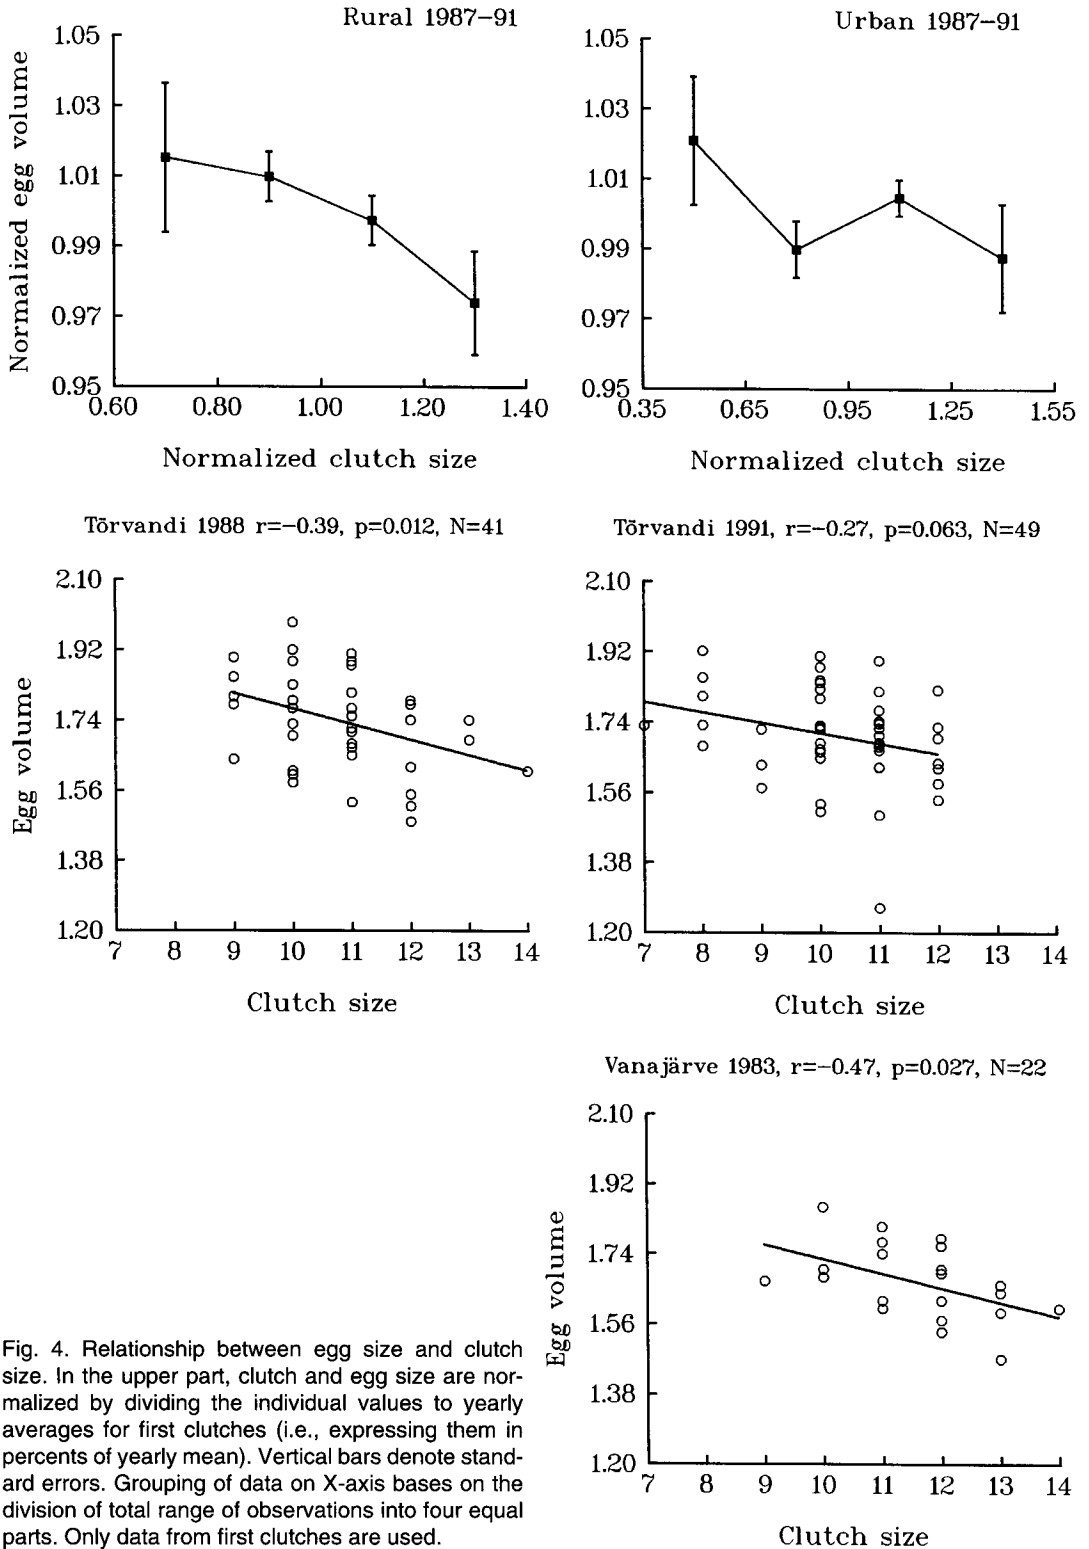 Rural 1987–91
1.05
1.03
1.01
0.99
0.97
0.95
Normalized egg volume
0.60 0.80 1.00 1.20 1.40
Normalized clutch size
Urban 1987–91
1.05
1.03
1.01
0.99
0.97
0.95
0.35 0.65 0.95 1.25 1.55
Normalized clutch size
Tõrvandi 1988 r=−0.39, p=0.012, N=41
2.10
1.92
1.74
1.56
1.38
1.20
Egg volume
7 8 9 10 11 12 13 14
Clutch size
Tõrvandi 1991, r=−0.27, p=0.063, N=49
2.10
1.92
1.74
1.56
1.38
1.20
7 8 9 10 11 12 13 14
Clutch size
Vanajärve 1983, r=−0.47, p=0.027, N=22
2.10
1.92
1.74
1.56
1.38
1.20
Egg volume
7 8 9 10 11 12 13 14
Clutch size
Fig. 4. Relationship between egg size and clutch
size. In the upper part, clutch and egg size are nor-
malized by dividing the individual values to yearly
averages for first clutches (i.e., expressing them in
percents of yearly mean). Vertical bars denote stand-
ard errors. Grouping of data on X-axis bases on the
division of total range of observations into four equal
parts. Only data from first clutches are used.